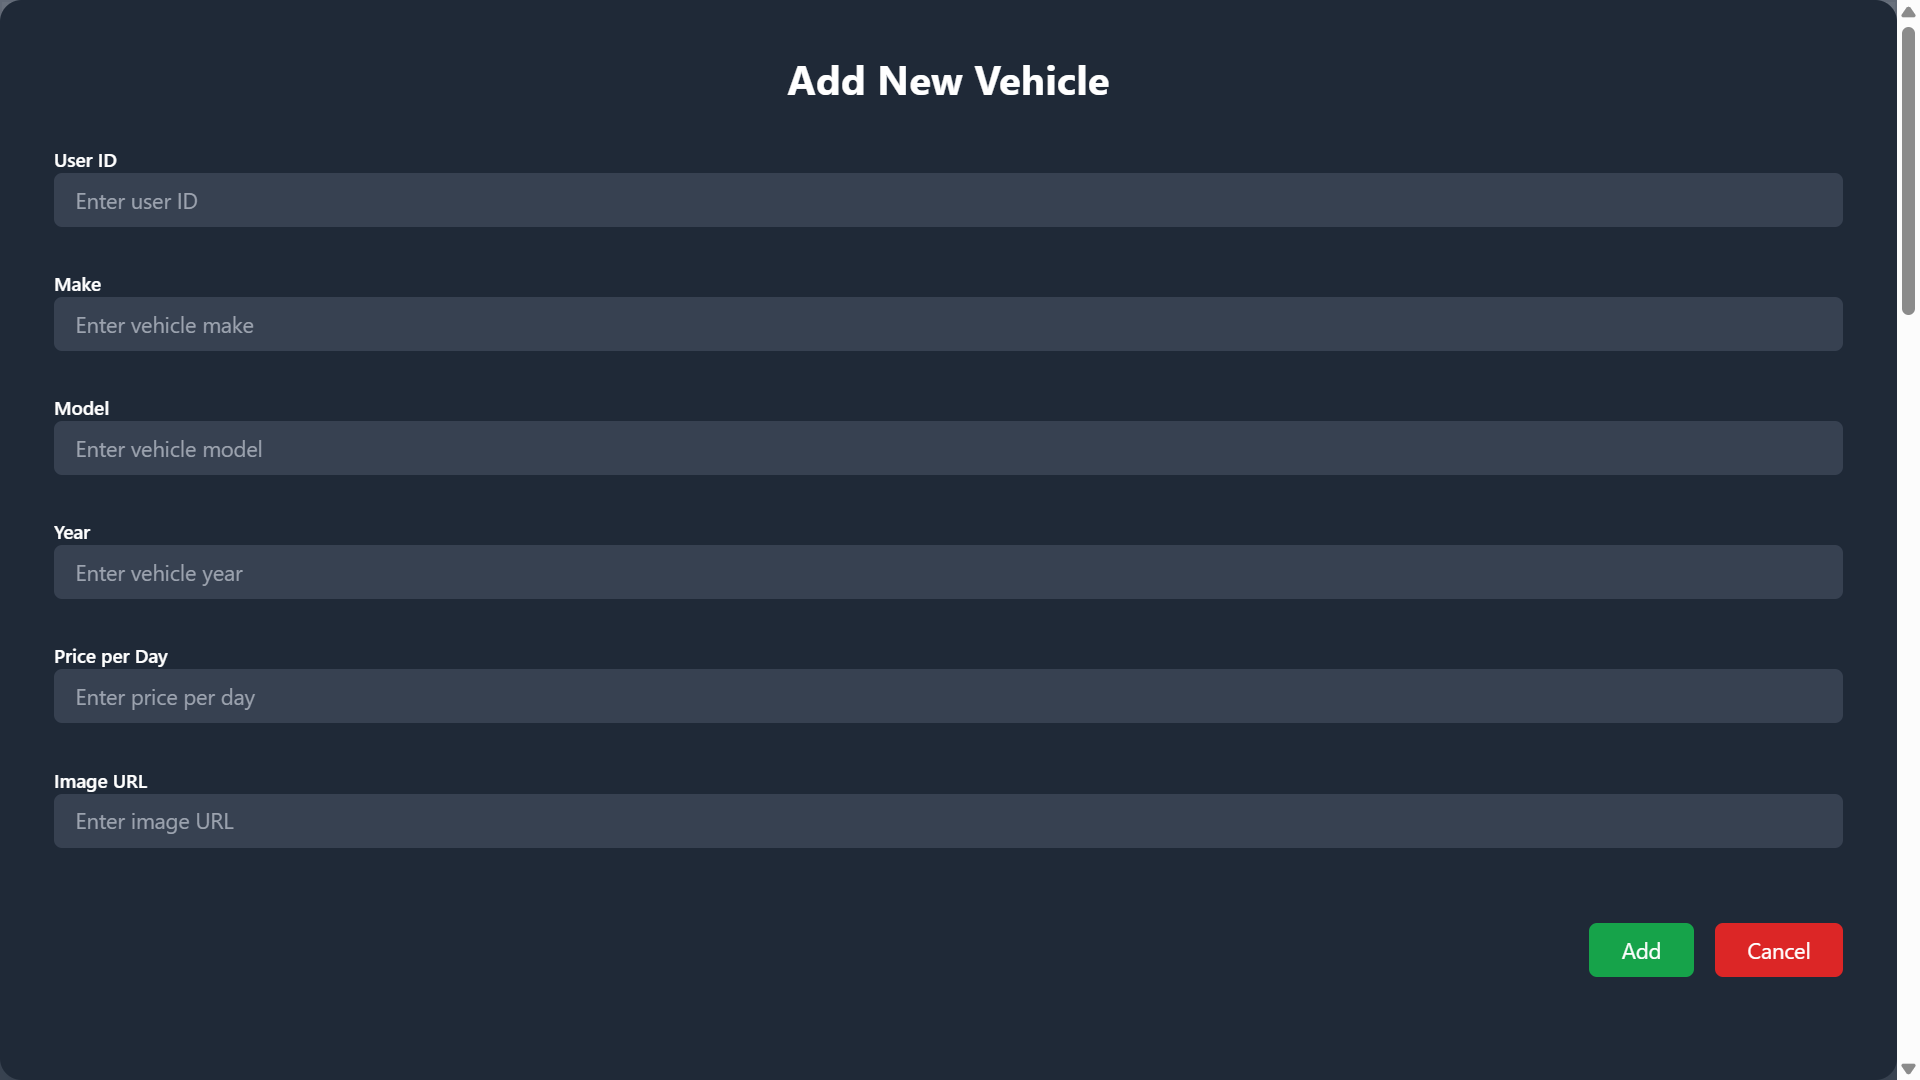 Add New Vehicle
User ID
Enter user ID
Make
Enter vehicle make
Model
Enter vehicle model
Year
Enter vehicle year
Price per Day
Enter price per day
Image URL
Enter image URL
Add Cancel